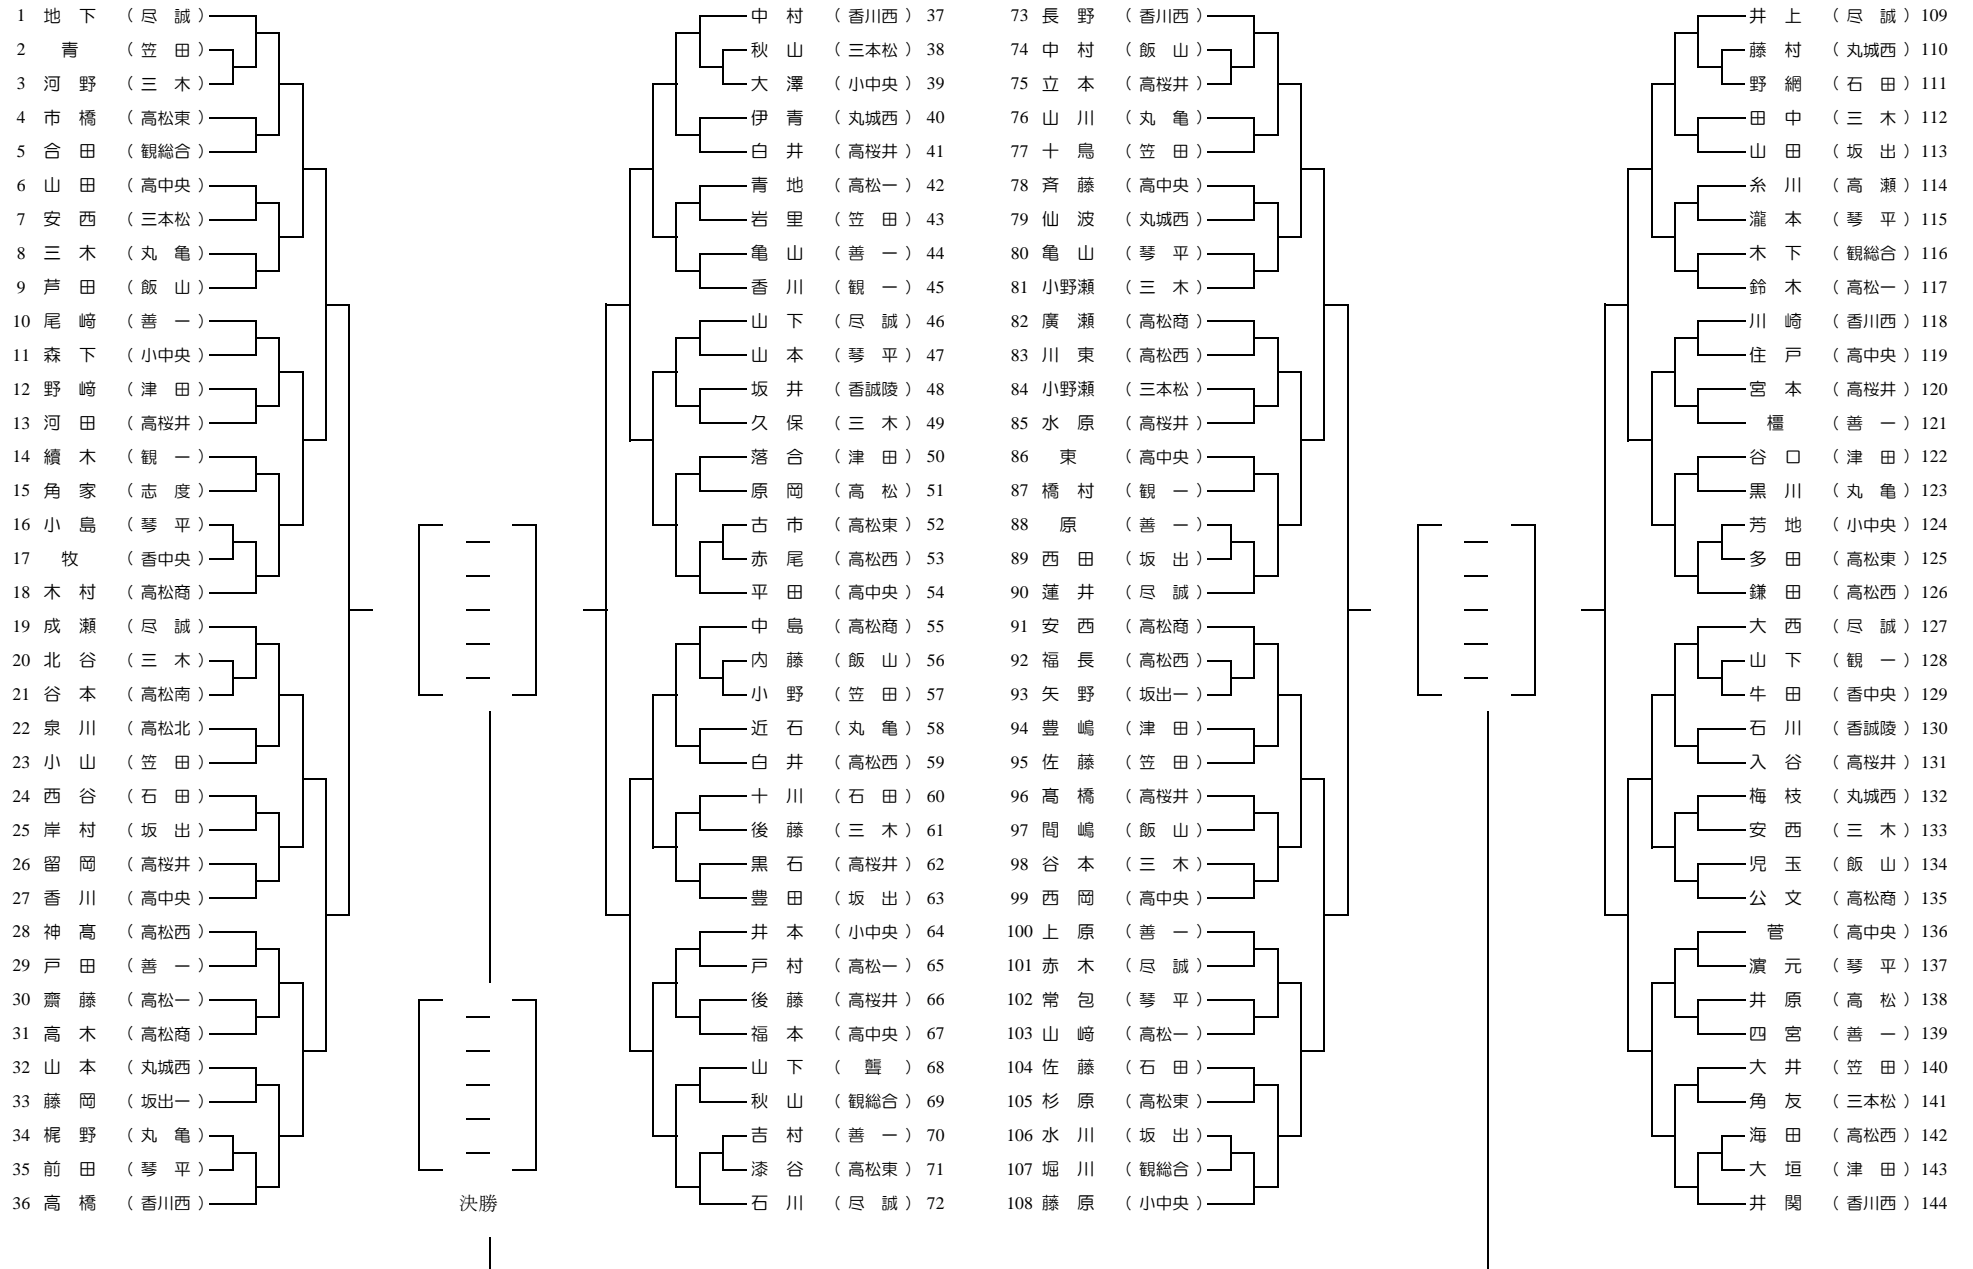 1 地 下 （ 尽 誠 ）
2 青 （ 笠 田 ）
3 河 野 （ 三 木 ）
4 市 橋 （ 高松東 ）
5 合 田 （ 観総合 ）
6 山 田 （ 高中央 ）
7 安 西 （ 三本松 ）
8 三 木 （ 丸 亀 ）
9 芦 田 （ 飯 山 ）
10 尾 﨑 （ 善 一 ）
11 森 下 （ 小中央 ）
12 野 﨑 （ 津 田 ）
13 河 田 （ 高桜井 ）
14 續 木 （ 観 一 ）
15 角 家 （ 志 度 ）
16 小 島 （ 琴 平 ）
17 牧 （ 香中央 ）
18 木 村 （ 高松商 ）
19 成 瀬 （ 尽 誠 ）
20 北 谷 （ 三 木 ）
21 谷 本 （ 高松南 ）
22 泉 川 （ 高松北 ）
23 小 山 （ 笠 田 ）
24 西 谷 （ 石 田 ）
25 岸 村 （ 坂 出 ）
26 留 岡 （ 高桜井 ）
27 香 川 （ 高中央 ）
28 神 髙 （ 高松西 ）
29 戸 田 （ 善 一 ）
30 齋 藤 （ 高松一 ）
31 高 木 （ 高松商 ）
32 山 本 （ 丸城西 ）
33 藤 岡 （ 坂出一 ）
34 梶 野 （ 丸 亀 ）
35 前 田 （ 琴 平 ）
36 高 橋 （ 香川西 ）
決勝
中 村 （ 香川西 ） 37
秋 山 （ 三本松 ） 38
大 澤 （ 小中央 ） 39
伊 青 （ 丸城西 ） 40
白 井 （ 高桜井 ） 41
青 地 （ 高松一 ） 42
岩 里 （ 笠 田 ） 43
亀 山 （ 善 一 ） 44
香 川 （ 観 一 ） 45
山 下 （ 尽 誠 ） 46
山 本 （ 琴 平 ） 47
坂 井 （ 香誠陵 ） 48
久 保 （ 三 木 ） 49
落 合 （ 津 田 ） 50
原 岡 （ 高 松 ） 51
古 市 （ 高松東 ） 52
赤 尾 （ 高松西 ） 53
平 田 （ 高中央 ） 54
中 島 （ 高松商 ） 55
内 藤 （ 飯 山 ） 56
小 野 （ 笠 田 ） 57
近 石 （ 丸 亀 ） 58
白 井 （ 高松西 ） 59
十 川 （ 石 田 ） 60
後 藤 （ 三 木 ） 61
黒 石 （ 高桜井 ） 62
豊 田 （ 坂 出 ） 63
井 本 （ 小中央 ） 64
戸 村 （ 高松一 ） 65
後 藤 （ 高桜井 ） 66
福 本 （ 高中央 ） 67
山 下 （ 聾 ） 68
秋 山 （ 観総合 ） 69
吉 村 （ 善 一 ） 70
漆 谷 （ 高松東 ） 71
石 川 （ 尽 誠 ） 72
73 長 野 （ 香川西 ）
74 中 村 （ 飯 山 ）
75 立 本 （ 高桜井 ）
76 山 川 （ 丸 亀 ）
77 十 鳥 （ 笠 田 ）
78 斉 藤 （ 高中央 ）
79 仙 波 （ 丸城西 ）
80 亀 山 （ 琴 平 ）
81 小野瀬 （ 三 木 ）
82 廣 瀬 （ 高松商 ）
83 川 東 （ 高松西 ）
84 小野瀬 （ 三本松 ）
85 水 原 （ 高桜井 ）
86 東 （ 高中央 ）
87 橋 村 （ 観 一 ）
88 原 （ 善 一 ）
89 西 田 （ 坂 出 ）
90 蓮 井 （ 尽 誠 ）
91 安 西 （ 高松商 ）
92 福 長 （ 高松西 ）
93 矢 野 （ 坂出一 ）
94 豊 嶋 （ 津 田 ）
95 佐 藤 （ 笠 田 ）
96 髙 橋 （ 高桜井 ）
97 間 嶋 （ 飯 山 ）
98 谷 本 （ 三 木 ）
99 西 岡 （ 高中央 ）
100 上 原 （ 善 一 ）
101 赤 木 （ 尽 誠 ）
102 常 包 （ 琴 平 ）
103 山 﨑 （ 高松一 ）
104 佐 藤 （ 石 田 ）
105 杉 原 （ 高松東 ）
106 水 川 （ 坂 出 ）
107 堀 川 （ 観総合 ）
108 藤 原 （ 小中央 ）
井 上 （ 尽 誠 ） 109
藤 村 （ 丸城西 ） 110
野 網 （ 石 田 ） 111
田 中 （ 三 木 ） 112
山 田 （ 坂 出 ） 113
糸 川 （ 高 瀬 ） 114
瀧 本 （ 琴 平 ） 115
木 下 （ 観総合 ） 116
鈴 木 （ 高松一 ） 117
川 崎 （ 香川西 ） 118
住 戸 （ 高中央 ） 119
宮 本 （ 高桜井 ） 120
橿 （ 善 一 ） 121
谷 口 （ 津 田 ） 122
黒 川 （ 丸 亀 ） 123
芳 地 （ 小中央 ） 124
多 田 （ 高松東 ） 125
鎌 田 （ 高松西 ） 126
大 西 （ 尽 誠 ） 127
山 下 （ 観 一 ） 128
牛 田 （ 香中央 ） 129
石 川 （ 香誠陵 ） 130
入 谷 （ 高桜井 ） 131
梅 枝 （ 丸城西 ） 132
安 西 （ 三 木 ） 133
児 玉 （ 飯 山 ） 134
公 文 （ 高松商 ） 135
菅 （ 高中央 ） 136
濵 元 （ 琴 平 ） 137
井 原 （ 高 松 ） 138
四 宮 （ 善 一 ） 139
大 井 （ 笠 田 ） 140
角 友 （ 三本松 ） 141
海 田 （ 高松西 ） 142
大 垣 （ 津 田 ） 143
井 関 （ 香川西 ） 144